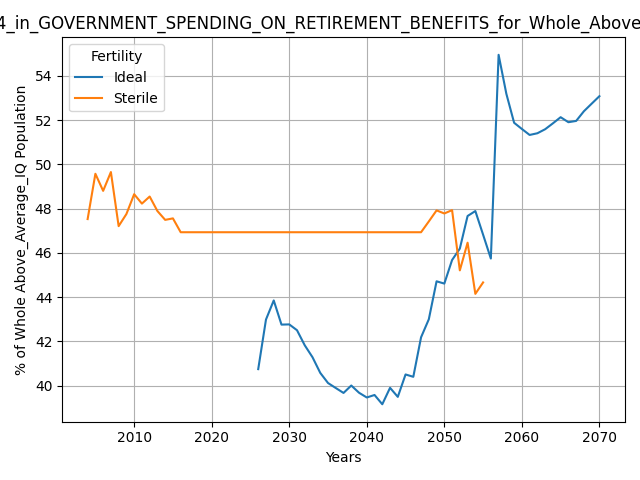 4_in_GOVERNMENT_SPENDING_ON_RETIREMENT_BENEFITS_for_Whole_Above
Fertility
Ideal
Sterile
% of Whole Above_Average_IQ Population
54
52
50
48
46
44
42
40
2010
2020
2030
2040
2050
2060
2070
Years